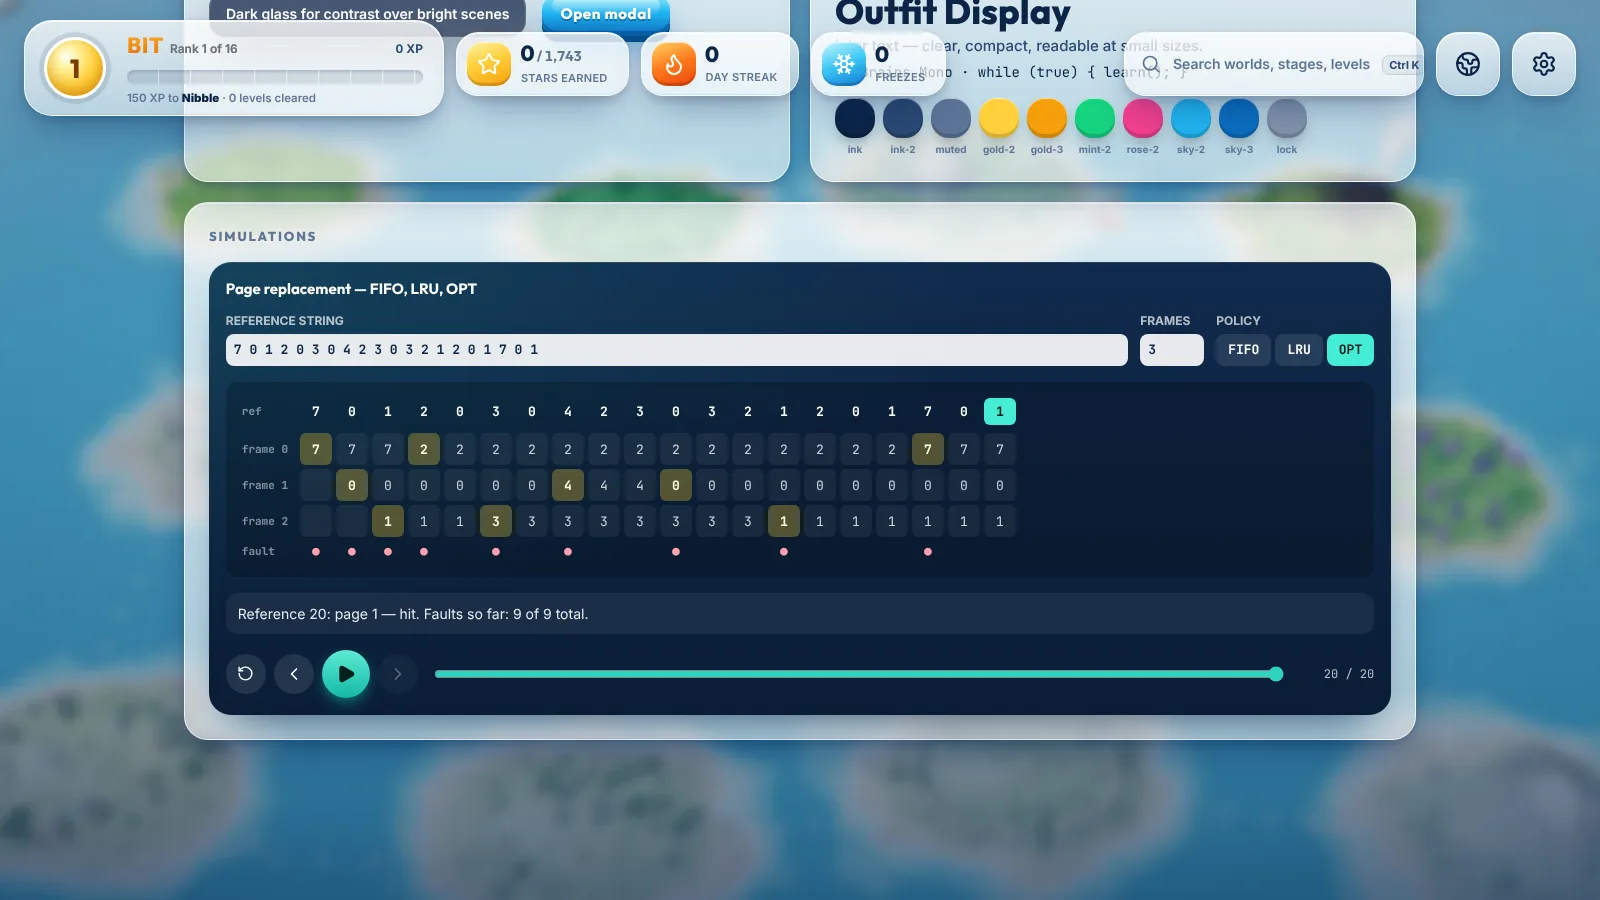 Dark glass for contrast over bright scenes
Open modal
Outfit Display
1
BIT Rank 1 of 16 0 XP
150 XP to Nibble · 0 levels cleared
0 / 1,743
STARS EARNED
0
DAY STREAK
0
FREEZES
text — clear, compact, readable at small sizes.
Mono · while (true) { learn(); }
Search worlds, stages, levels Ctrl K
ink ink-2 muted gold-2 gold-3 mint-2 rose-2 sky-2 sky-3 lock
SIMULATIONS
Page replacement — FIFO, LRU, OPT
REFERENCE STRING FRAMES POLICY
7 0 1 2 0 3 0 4 2 3 0 3 2 1 2 0 1 7 0 1 3 FIFO LRU OPT
ref 7 0 1 2 0 3 0 4 2 3 0 3 2 1 2 0 1 7 0 1
frame 0 7 7 7 2 2 2 2 2 2 2 2 2 2 2 2 2 2 7 7 7
frame 1 0 0 0 0 0 0 4 4 4 0 0 0 0 0 0 0 0 0 0
frame 2 1 1 1 3 3 3 3 3 3 3 3 1 1 1 1 1 1 1
fault
Reference 20: page 1 — hit. Faults so far: 9 of 9 total.
20 / 20